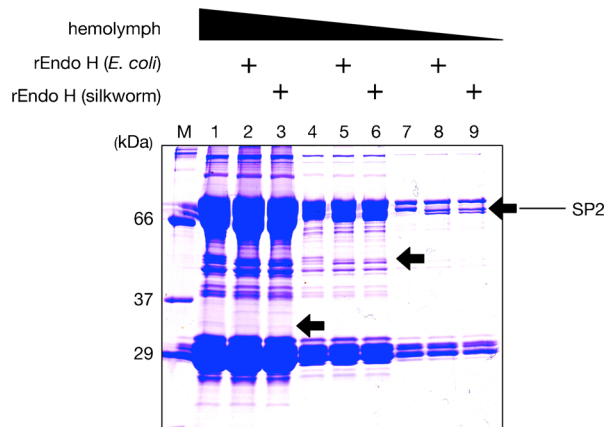 hemolymph
rEndo H (E. coli) + + +
rEndo H (silkworm) + + +
(kDa) M 1 2 3 4 5 6 7 8 9
66
SP2
37
29